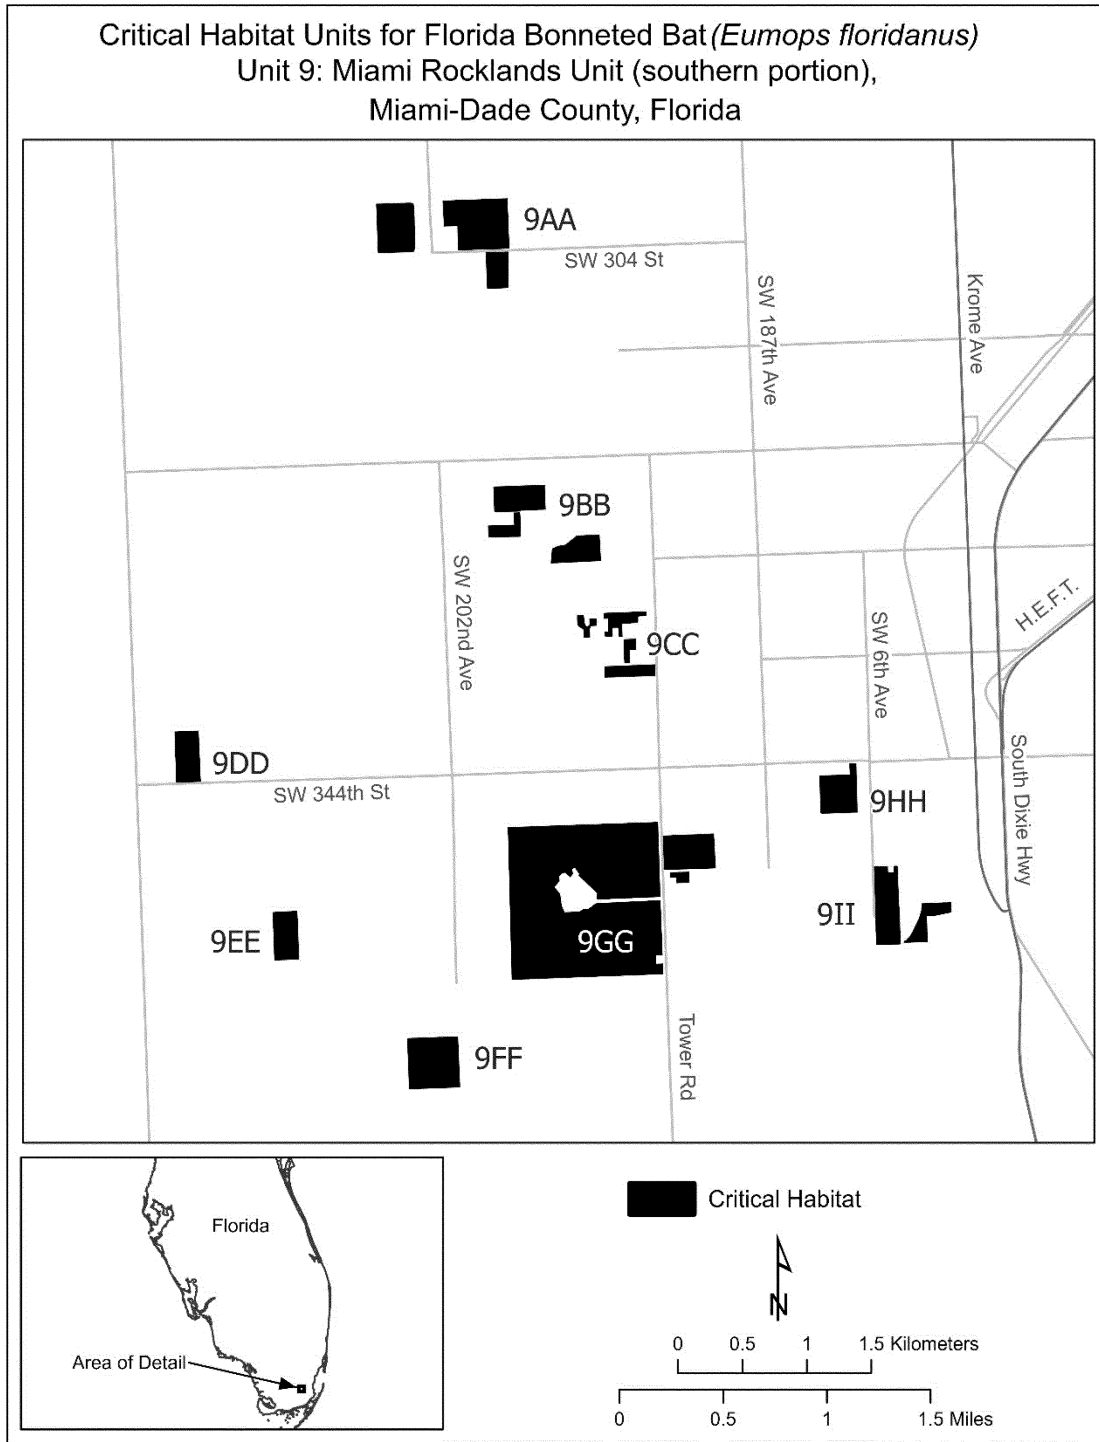 Critical Habitat Units for Florida Bonneted Bat (Eumops floridanus)
Unit 9: Miami Rocklands Unit (southern portion),
Miami-Dade County, Florida
9AA
SW 304 St
SW 187th Ave
Krome Ave
9BB
SW 202nd Ave
H.E.F.T.
9CC
SW 6th Ave
9DD
SW 344th St
South Dixie Hwy
9HH
9II
9EE
9GG
Tower Rd
9FF
Florida
Area of Detail
Critical Habitat
N
0 0.5 1 1.5 Kilometers
0 0.5 1 1.5 Miles